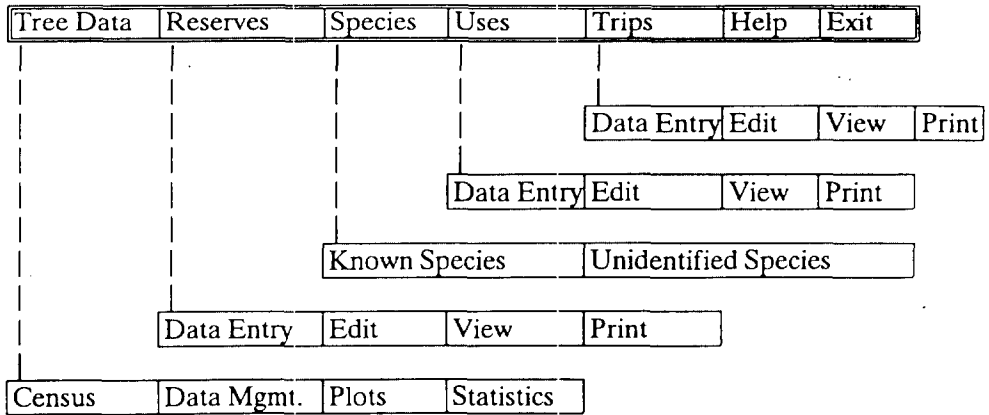 Tree Data Reserves Species Uses Trips Help Exit
Data Entry Edit View Print
Data Entry Edit View Print
Known Species Unidentified Species
Data Entry Edit View Print
Census Data Mgmt. Plots Statistics